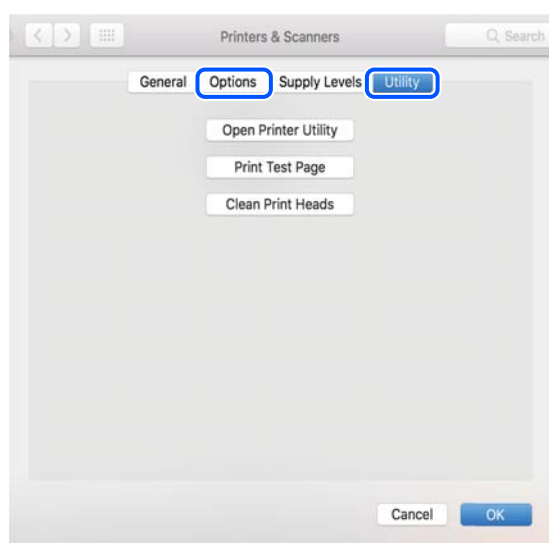 Printers & Scanners
Search
General Options Supply Levels Utility
Open Printer Utility
Print Test Page
Clean Print Heads
Cancel OK